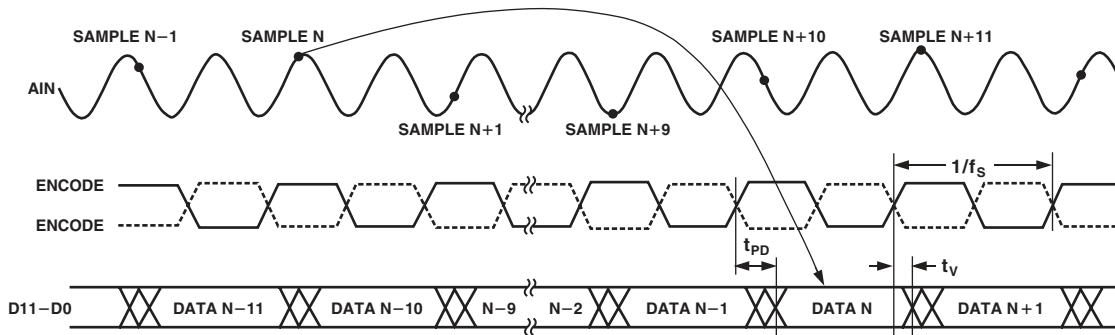 SAMPLE N−1
SAMPLE N
SAMPLE N+10
SAMPLE N+11
AIN
SAMPLE N+1
SAMPLE N+9
1/fS
ENCODE
ENCODE
tPD
tV
D11−D0
DATA N−11
DATA N−10
N−9
N−2
DATA N−1
DATA N
DATA N+1